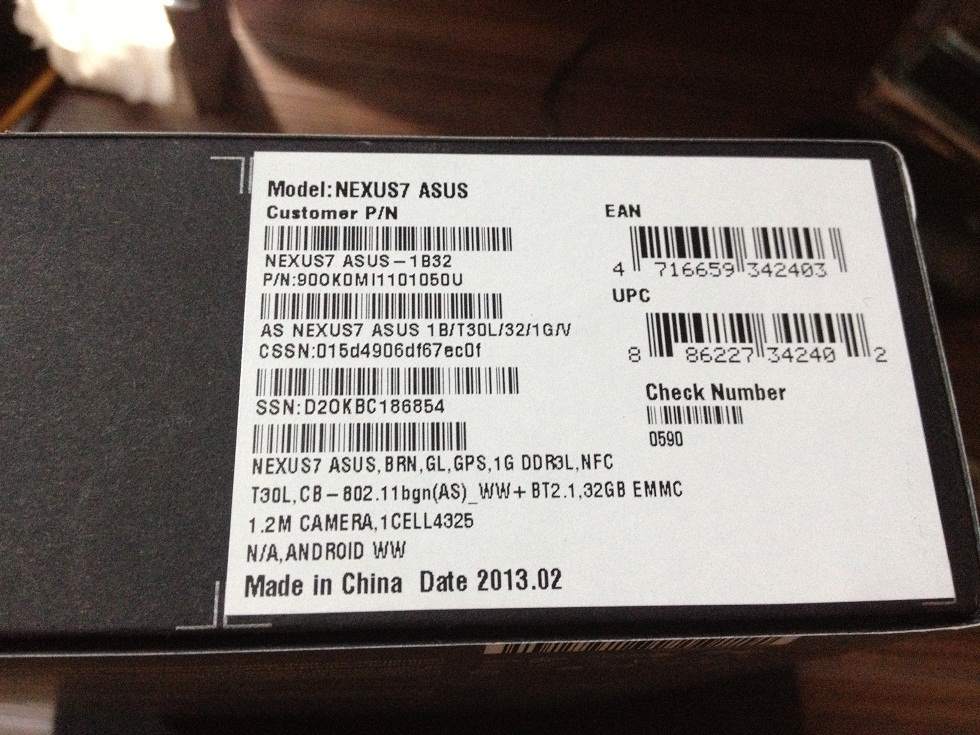 Model:NEXUS7 ASUS
Customer P/N
NEXUS7 ASUS-1B32
P/N:90OK0MI1101050U
AS NEXUS7 ASUS 1B/T30L/32/1G/V
CSSN:015d4906df67ec0f
SSN:D2OKBC186854
NEXUS7 ASUS,BRN,GL,GPS,1G DDR3L,NFC
T30L,CB-802.11bgn(AS)_WW+BT2.1,32GB EMMC
1.2M CAMERA,1CELL4325
N/A,ANDROID WW
Made in China Date 2013.02
EAN
4 716659 342403
UPC
8 86227 34240 2
Check Number
0590